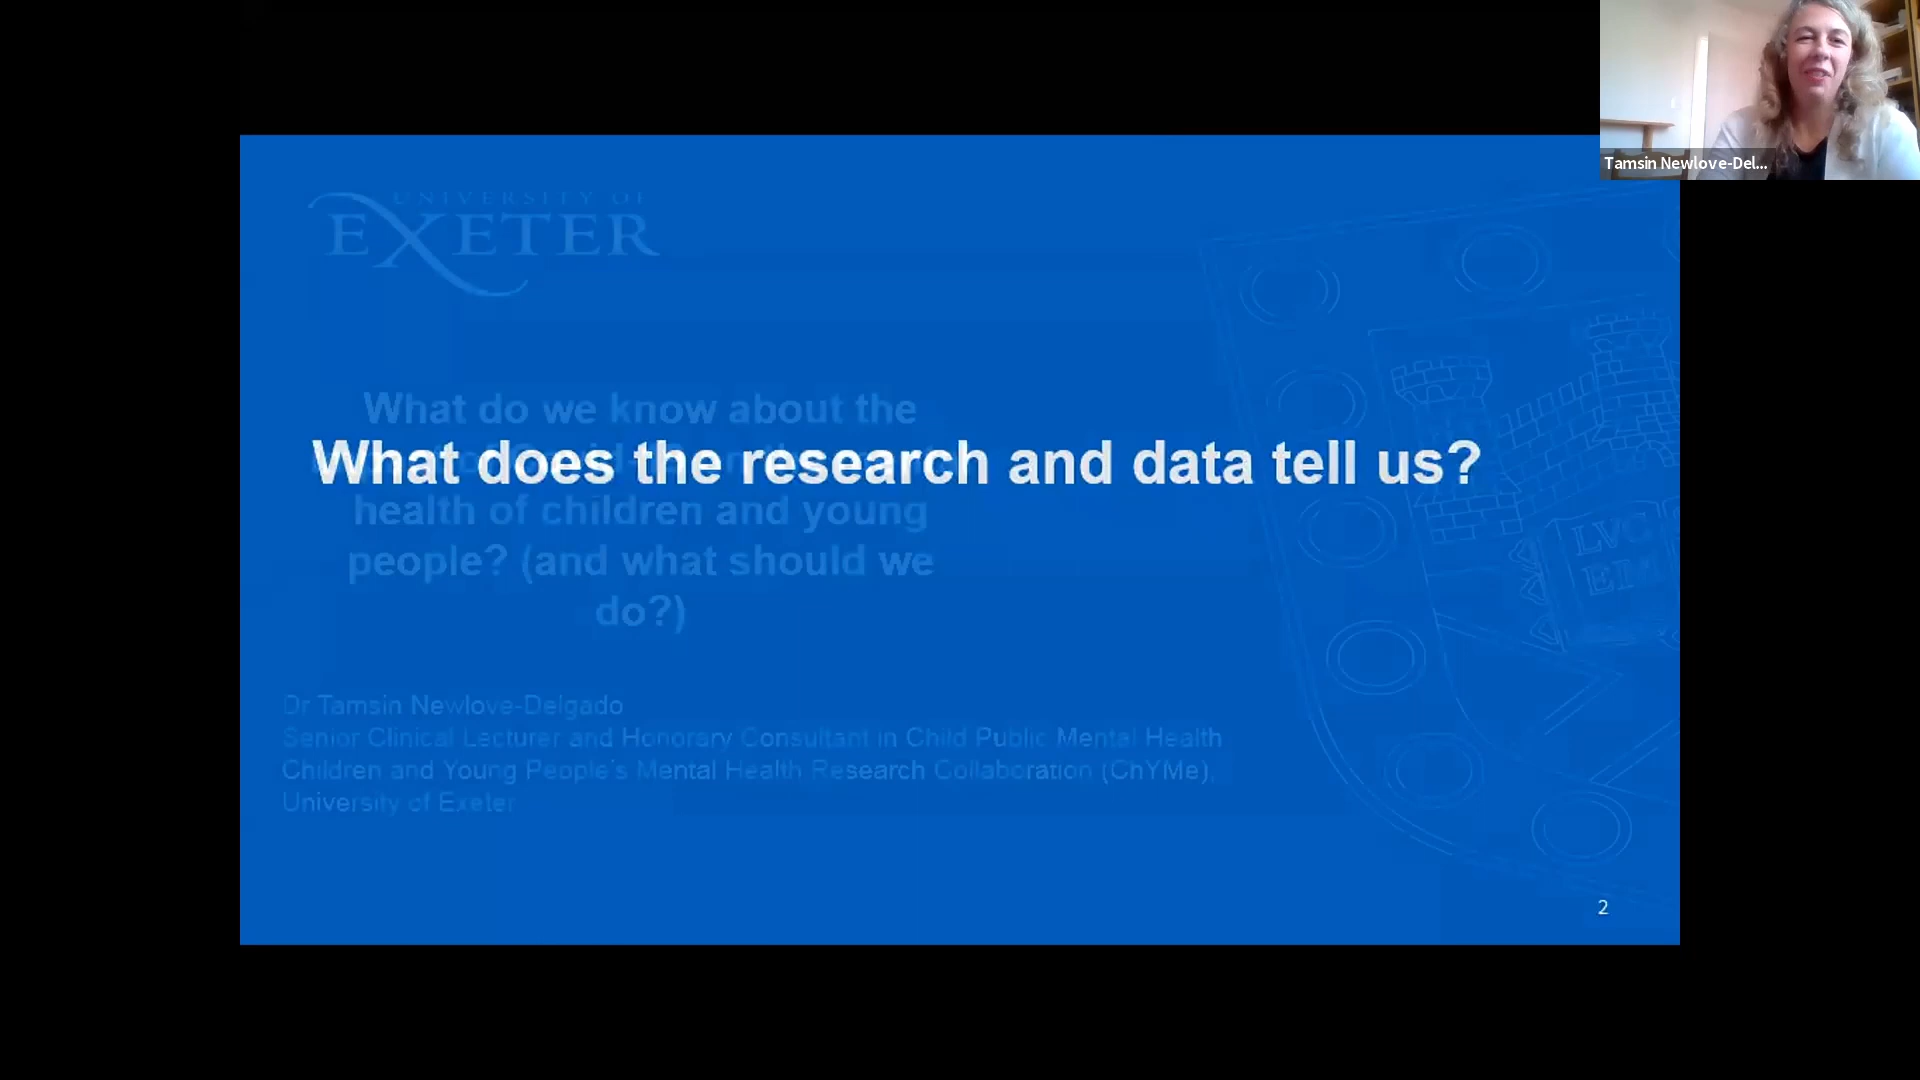 Tamsin Newlove-Del...
UNIVERSITY OF
EXETER
What do we know about the
What does the research and data tell us?
health of children and young
people? (and what should we
do?)
LVC
Dr Tamsin Newlove-Delgado
Senior Clinical Lecturer and Honorary Consultant in Child Public Mental Health
Children and Young People's Mental Health Research Collaboration (ChYMe),
University of Exeter
2